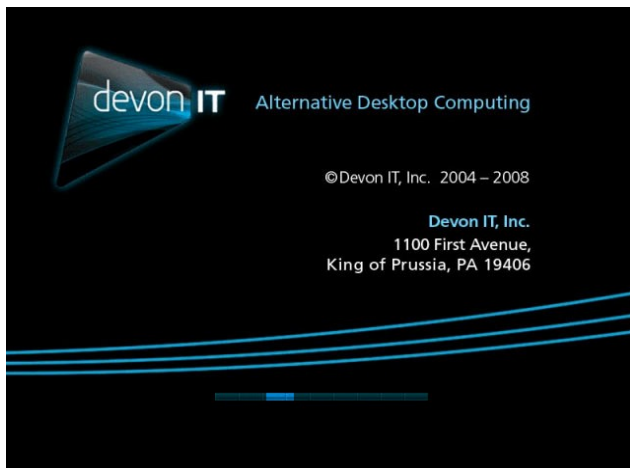 devon IT
Alternative Desktop Computing
©Devon IT, Inc. 2004 – 2008
Devon IT, Inc.
1100 First Avenue,
King of Prussia, PA 19406